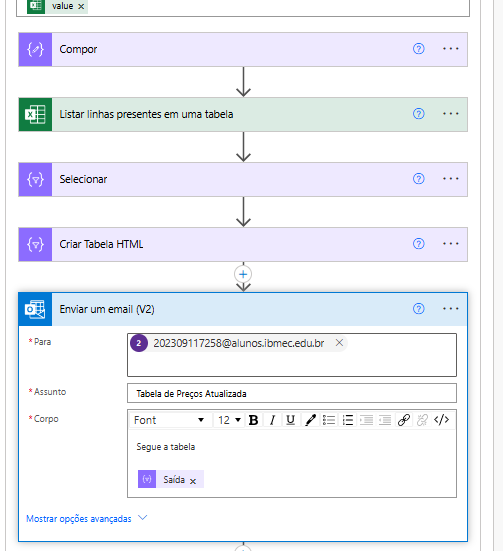 value ×
Compor
Listar linhas presentes em uma tabela
Selecionar
Criar Tabela HTML
Enviar um email (V2)
* Para
2 202309117258@alunos.ibmec.edu.br ×
* Assunto
Tabela de Preços Atualizada
* Corpo
Font 12 B I U </>
Segue a tabela
Saída ×
Mostrar opções avançadas